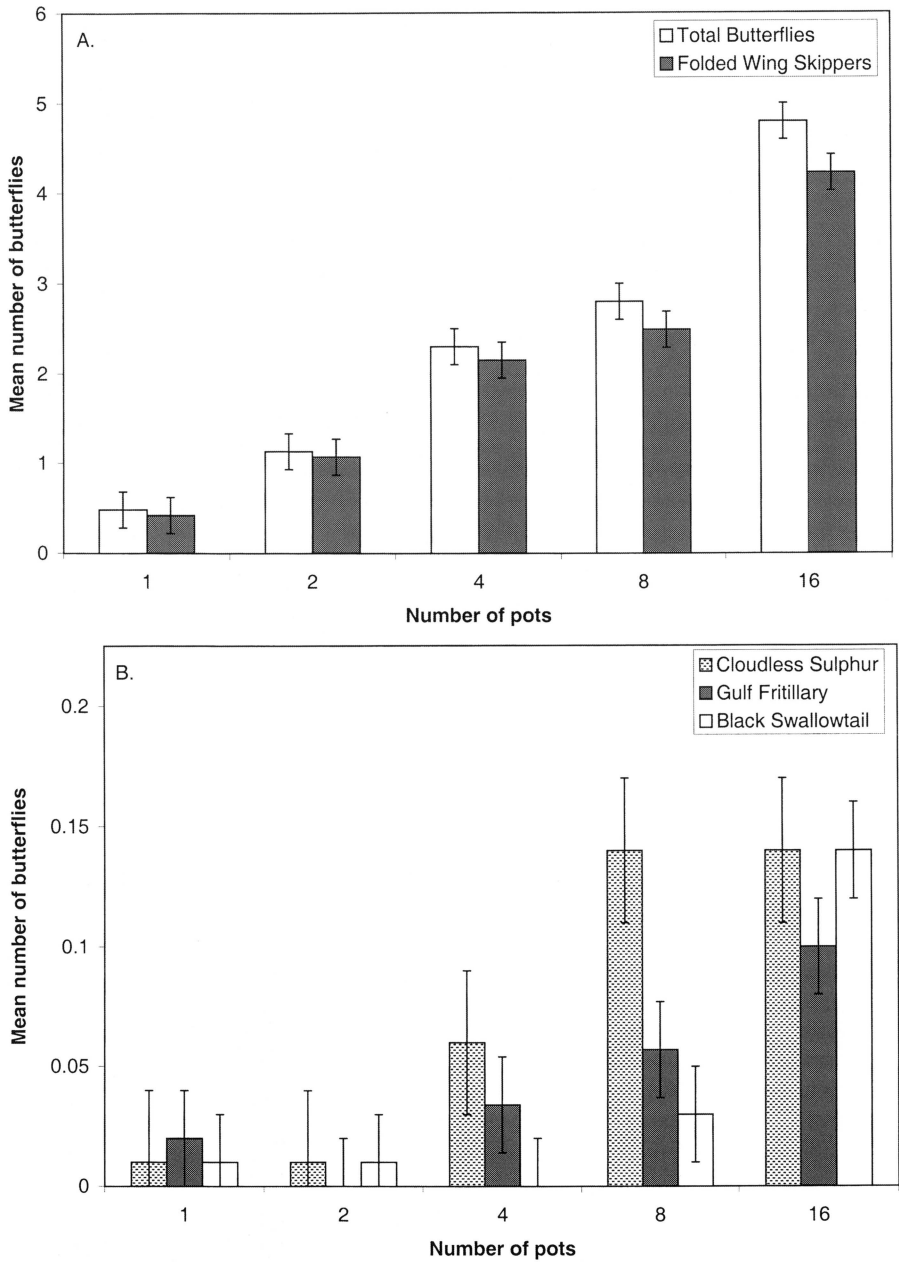 A.
Total Butterflies
Folded Wing Skippers
Mean number of butterflies
6
5
4
3
2
1
0
1 2 4 8 16
Number of pots
B.
Cloudless Sulphur
Gulf Fritillary
Black Swallowtail
Mean number of butterflies
0.2
0.15
0.1
0.05
0
1 2 4 8 16
Number of pots